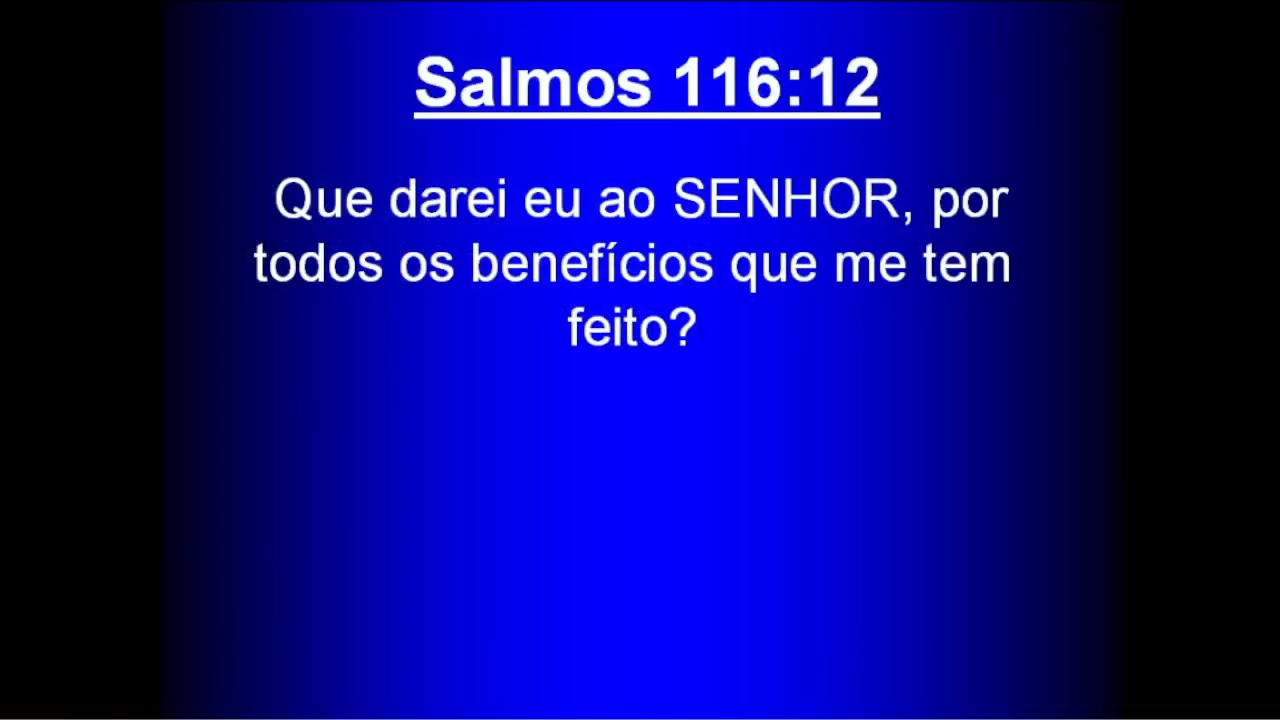 Salmos 116:12
Que darei eu ao SENHOR, por
todos os benefícios que me tem
feito?